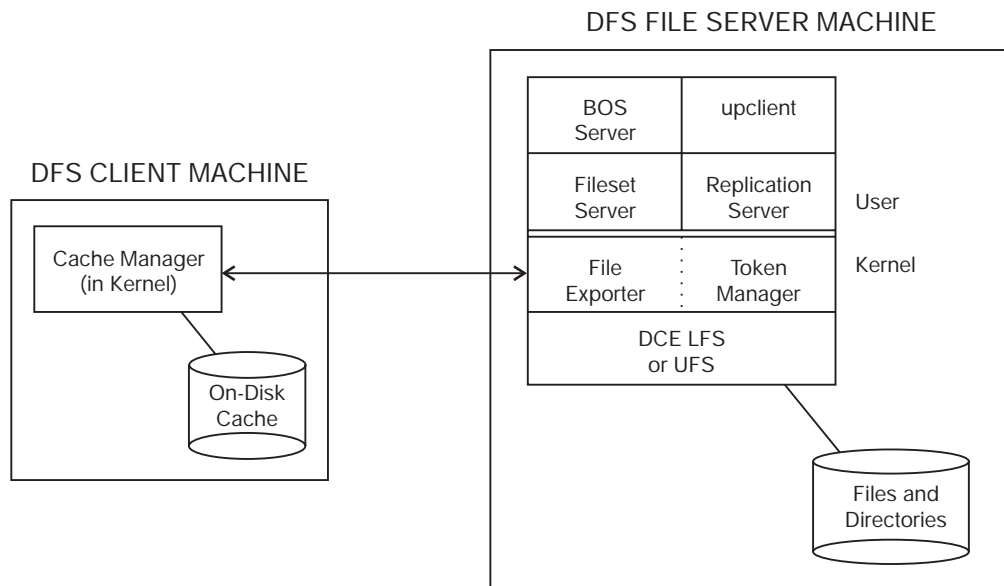 DFS FILE SERVER MACHINE
BOS
Server
upclient
DFS CLIENT MACHINE
Fileset
Server
Replication
Server
User
Cache Manager
(in Kernel)
File
Exporter
Token
Manager
Kernel
DCE LFS
or UFS
On-Disk
Cache
Files and
Directories